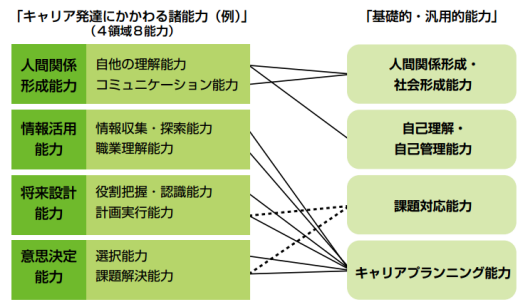 「キャリア発達にかかわる諸能力（例）」
（４領域８能力）
「基礎的・汎用的能力」
人間関係
形成能力
自他の理解能力
コミュニケーション能力
人間関係形成・
社会形成能力
情報活用
能力
情報収集・探索能力
職業理解能力
自己理解・
自己管理能力
将来設計
能力
役割把握・認識能力
計画実行能力
課題対応能力
意思決定
能力
選択能力
課題解決能力
キャリアプランニング能力